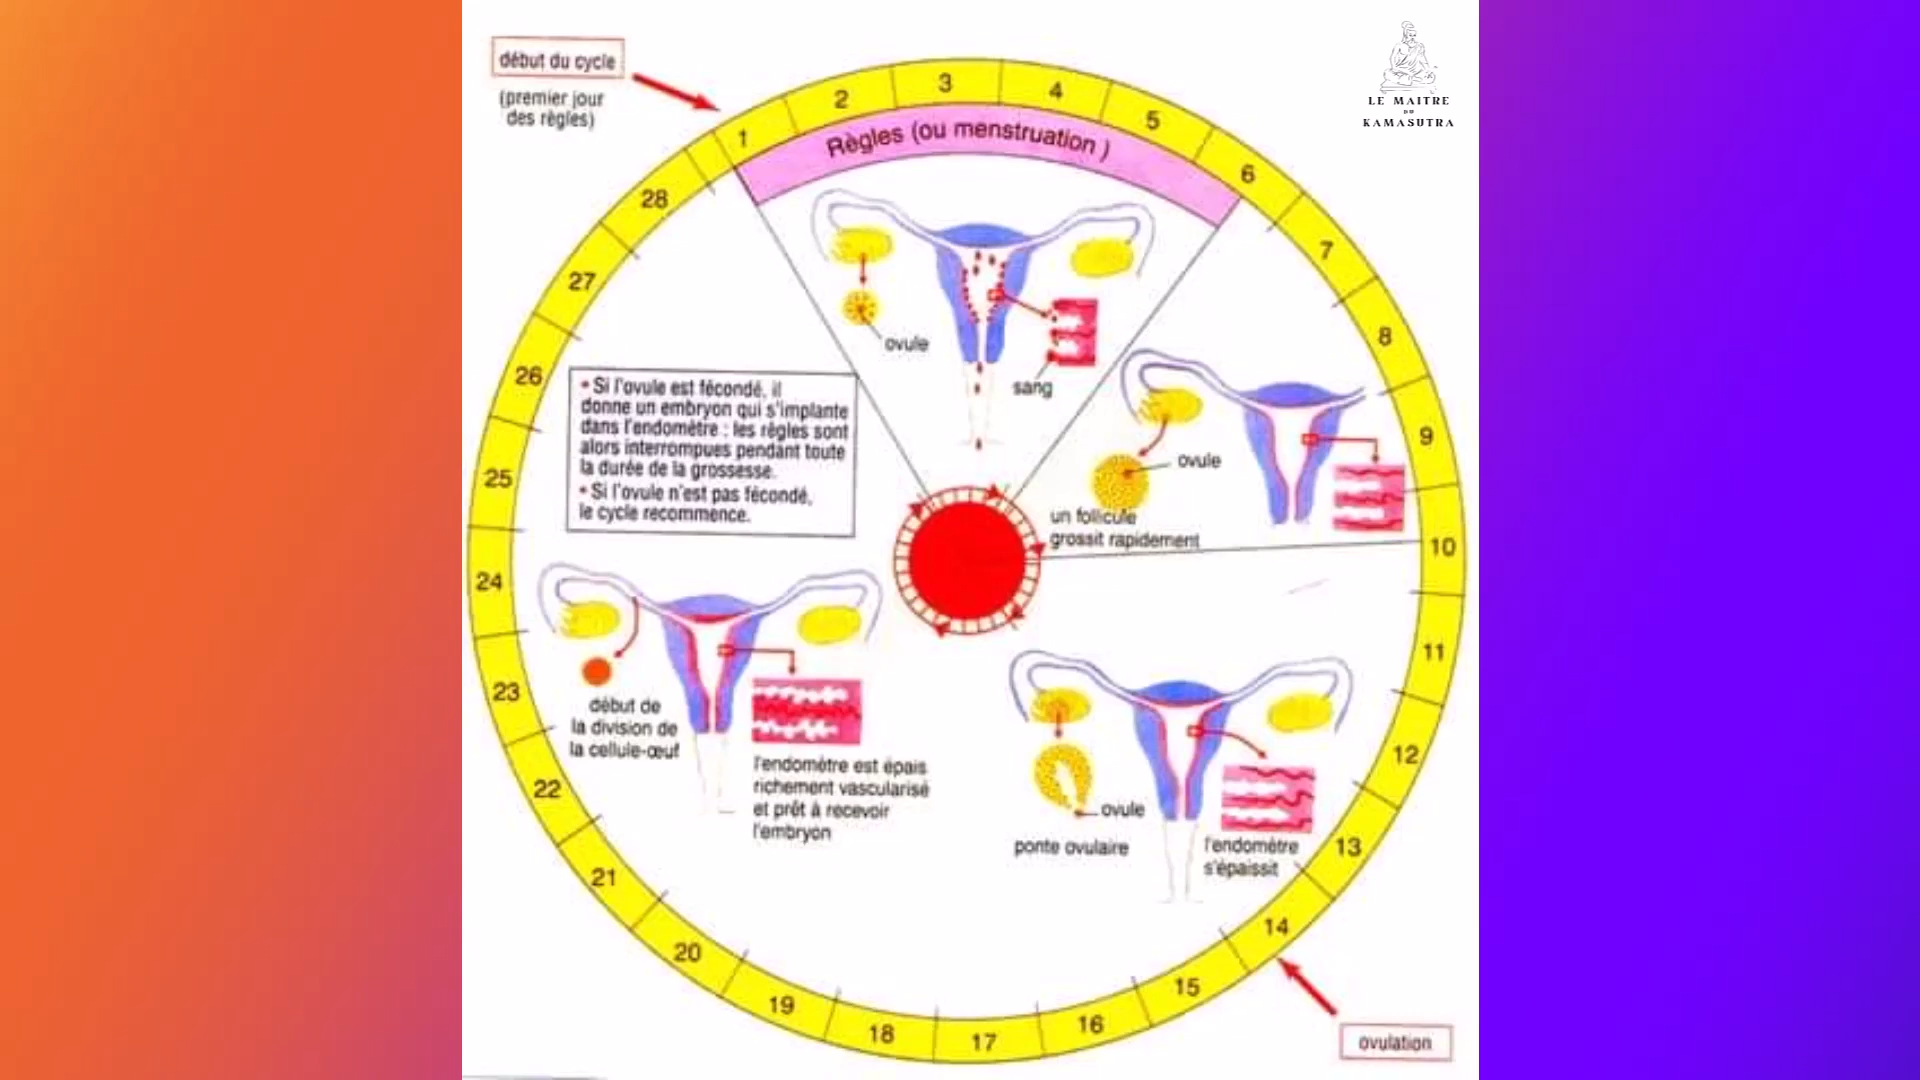 début du cycle
(premier jour
des règles)
LE MAITRE
DU
KAMASUTRA
1
2
3
4
5
6
7
8
9
10
11
12
13
14
15
16
17
18
19
20
21
22
23
24
25
26
27
28
Règles (ou menstruation )
ovule
sang
ovule
un follicule
grossit rapidement
• Si l'ovule est fécondé, il
donne un embryon qui s'implante
dans l'endomètre : les règles sont
alors interrompues pendant toute
la durée de la grossesse.
• Si l'ovule n'est pas fécondé,
le cycle recommence.
début de
la division de
la cellule-œuf
l'endomètre est épais
richement vascularisé
et prêt à recevoir
l'embryon
ovule
ponte ovulaire
l'endomètre
s'épaissit
ovulation